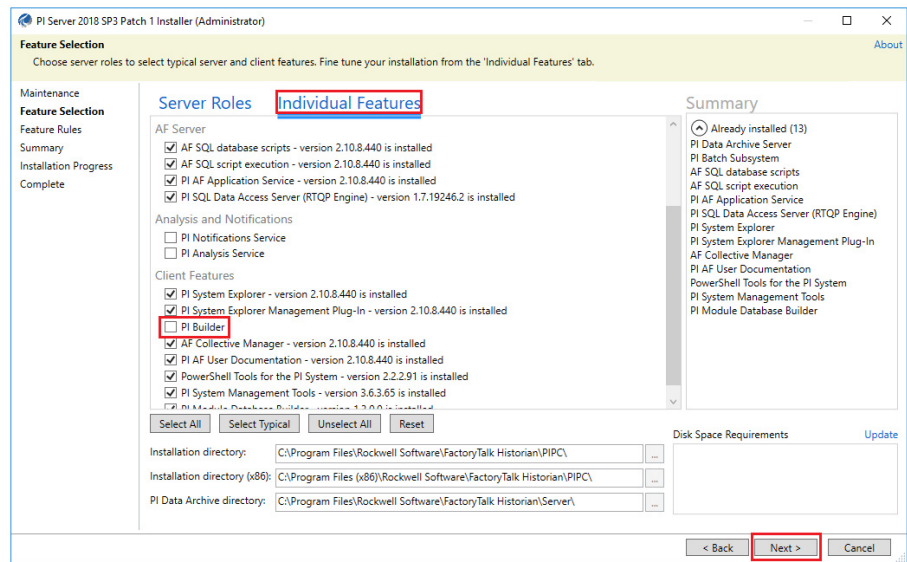 PI Server 2018 SP3 Patch 1 Installer (Administrator)
Feature Selection
About
Choose server roles to select typical server and client features. Fine tune your installation from the 'Individual Features' tab.
Maintenance
Feature Selection
Feature Rules
Summary
Installation Progress
Complete
Server Roles
Individual Features
AF Server
AF SQL database scripts - version 2.10.8.440 is installed
AF SQL script execution - version 2.10.8.440 is installed
PI AF Application Service - version 2.10.8.440 is installed
PI SQL Data Access Server (RTQP Engine) - version 1.7.19246.2 is installed
Analysis and Notifications
PI Notifications Service
PI Analysis Service
Client Features
PI System Explorer - version 2.10.8.440 is installed
PI System Explorer Management Plug-In - version 2.10.8.440 is installed
PI Builder
AF Collective Manager - version 2.10.8.440 is installed
PI AF User Documentation - version 2.10.8.440 is installed
PowerShell Tools for the PI System - version 2.2.2.91 is installed
PI System Management Tools - version 3.6.3.65 is installed
PI Module Database Builder - version 1.2.0.0 is installed
Select All
Select Typical
Unselect All
Reset
Installation directory:
C:\Program Files\Rockwell Software\FactoryTalk Historian\PIPC\
...
Installation directory (x86):
C:\Program Files (x86)\Rockwell Software\FactoryTalk Historian\PIPC\
...
PI Data Archive directory:
C:\Program Files\Rockwell Software\FactoryTalk Historian\Server\
...
Summary
Already installed (13)
PI Data Archive Server
PI Batch Subsystem
AF SQL database scripts
AF SQL script execution
PI AF Application Service
PI SQL Data Access Server (RTQP Engine)
PI System Explorer
PI System Explorer Management Plug-In
AF Collective Manager
PI AF User Documentation
PowerShell Tools for the PI System
PI System Management Tools
PI Module Database Builder
Disk Space Requirements
Update
< Back
Next >
Cancel